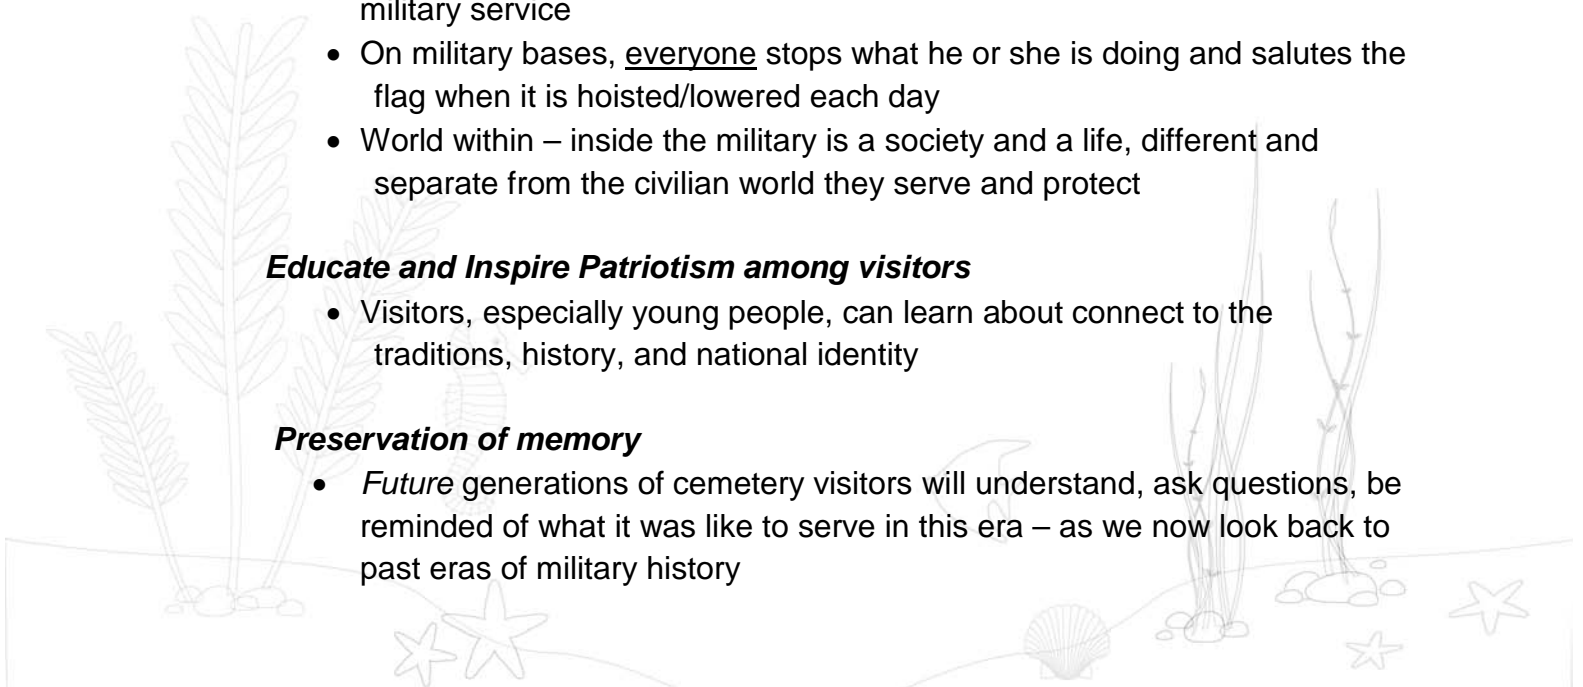 military service
• On military bases, everyone stops what he or she is doing and salutes the
flag when it is hoisted/lowered each day
• World within – inside the military is a society and a life, different and
separate from the civilian world they serve and protect
Educate and Inspire Patriotism among visitors
• Visitors, especially young people, can learn about connect to the
traditions, history, and national identity
Preservation of memory
• Future generations of cemetery visitors will understand, ask questions, be
reminded of what it was like to serve in this era – as we now look back to
past eras of military history